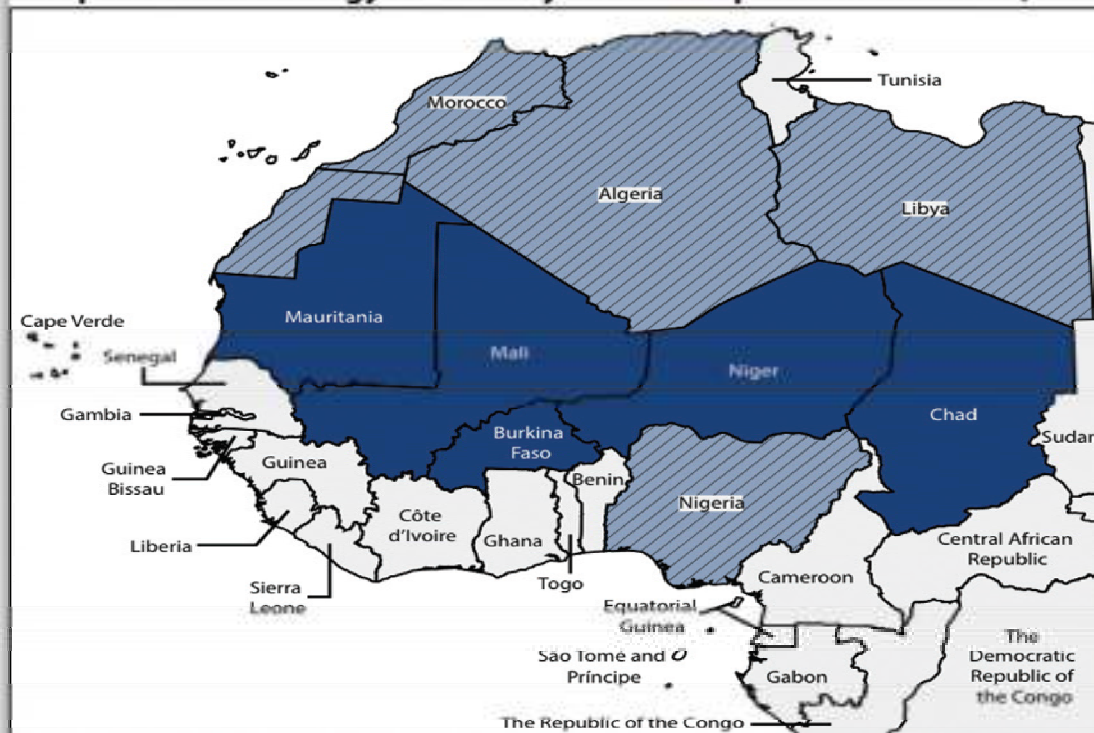 Tunisia
Morocco
Algeria
Libya
Mauritania
Cape Verde
Mali
Senegal
Niger
Gambia
Chad
Burkina
Faso
Sudan
Guinea
Guinea
Bissau
Benin
Nigeria
Côte
d'Ivoire
Ghana
Liberia
Central African
Republic
Togo
Cameroon
Sierra
Leone
Equatorial
Guinea
The
Democratic
Republic of
the Congo
São Tomé and
Príncipe
Gabon
The Republic of the Congo